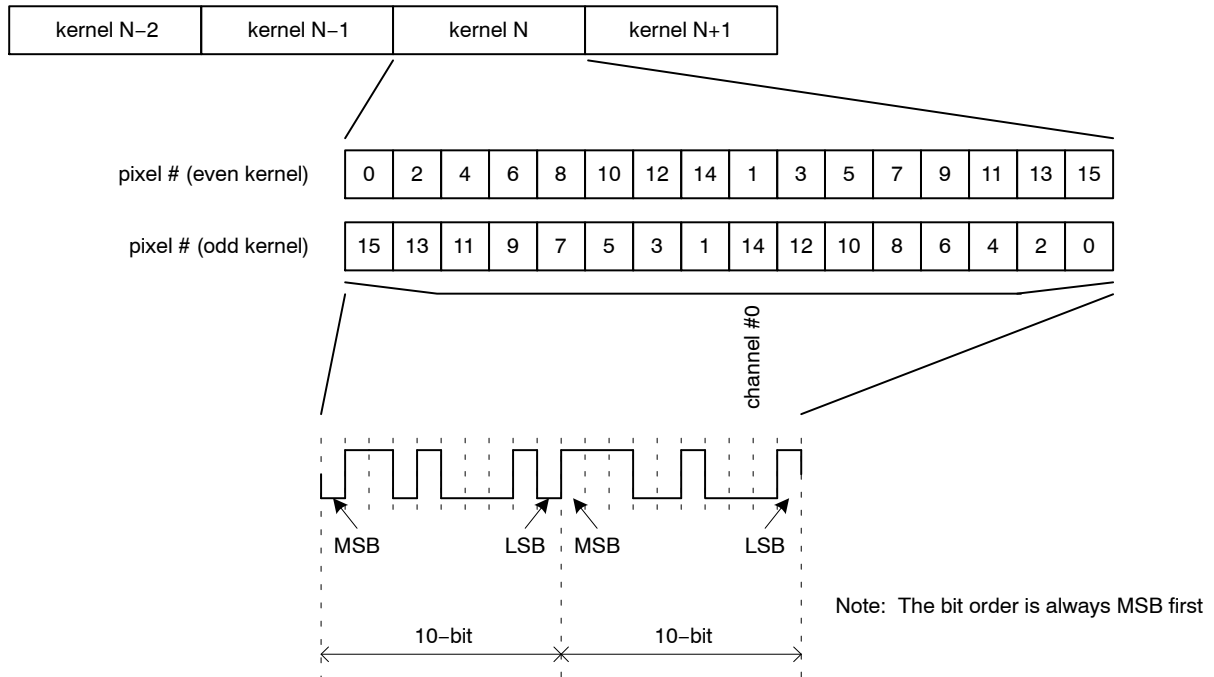 kernel N−2 kernel N−1 kernel N kernel N+1
pixel # (even kernel) 0 2 4 6 8 10 12 14 1 3 5 7 9 11 13 15
pixel # (odd kernel) 15 13 11 9 7 5 3 1 14 12 10 8 6 4 2 0
channel #0
MSB LSB MSB LSB
Note: The bit order is always MSB first
10−bit 10−bit